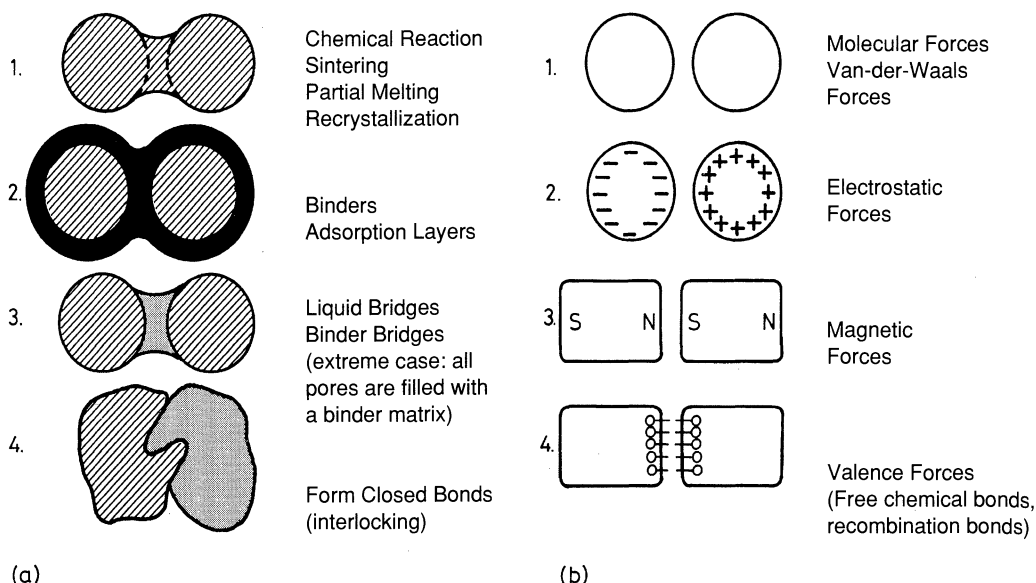 1.
Chemical Reaction
Sintering
Partial Melting
Recrystallization
2.
Binders
Adsorption Layers
3.
Liquid Bridges
Binder Bridges
(extreme case: all
pores are filled with
a binder matrix)
4.
Form Closed Bonds
(interlocking)
(a)
1.
Molecular Forces
Van-der-Waals
Forces
2.
Electrostatic
Forces
3.
S N S N
Magnetic
Forces
4.
Valence Forces
(Free chemical bonds,
recombination bonds)
(b)